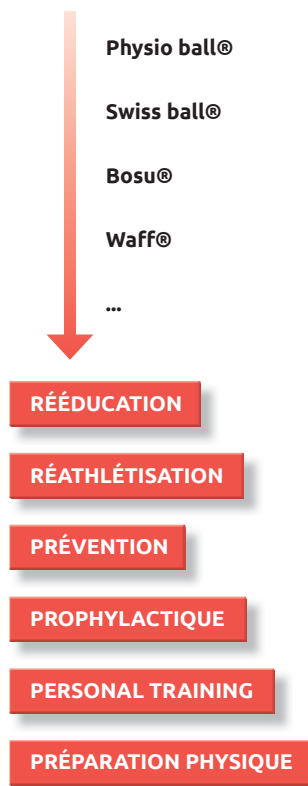 Physio ball®
Swiss ball®
Bosu®
Waff®
...
RÉÉDUCATION
RÉATHLÉTISATION
PRÉVENTION
PROPHYLACTIQUE
PERSONAL TRAINING
PRÉPARATION PHYSIQUE